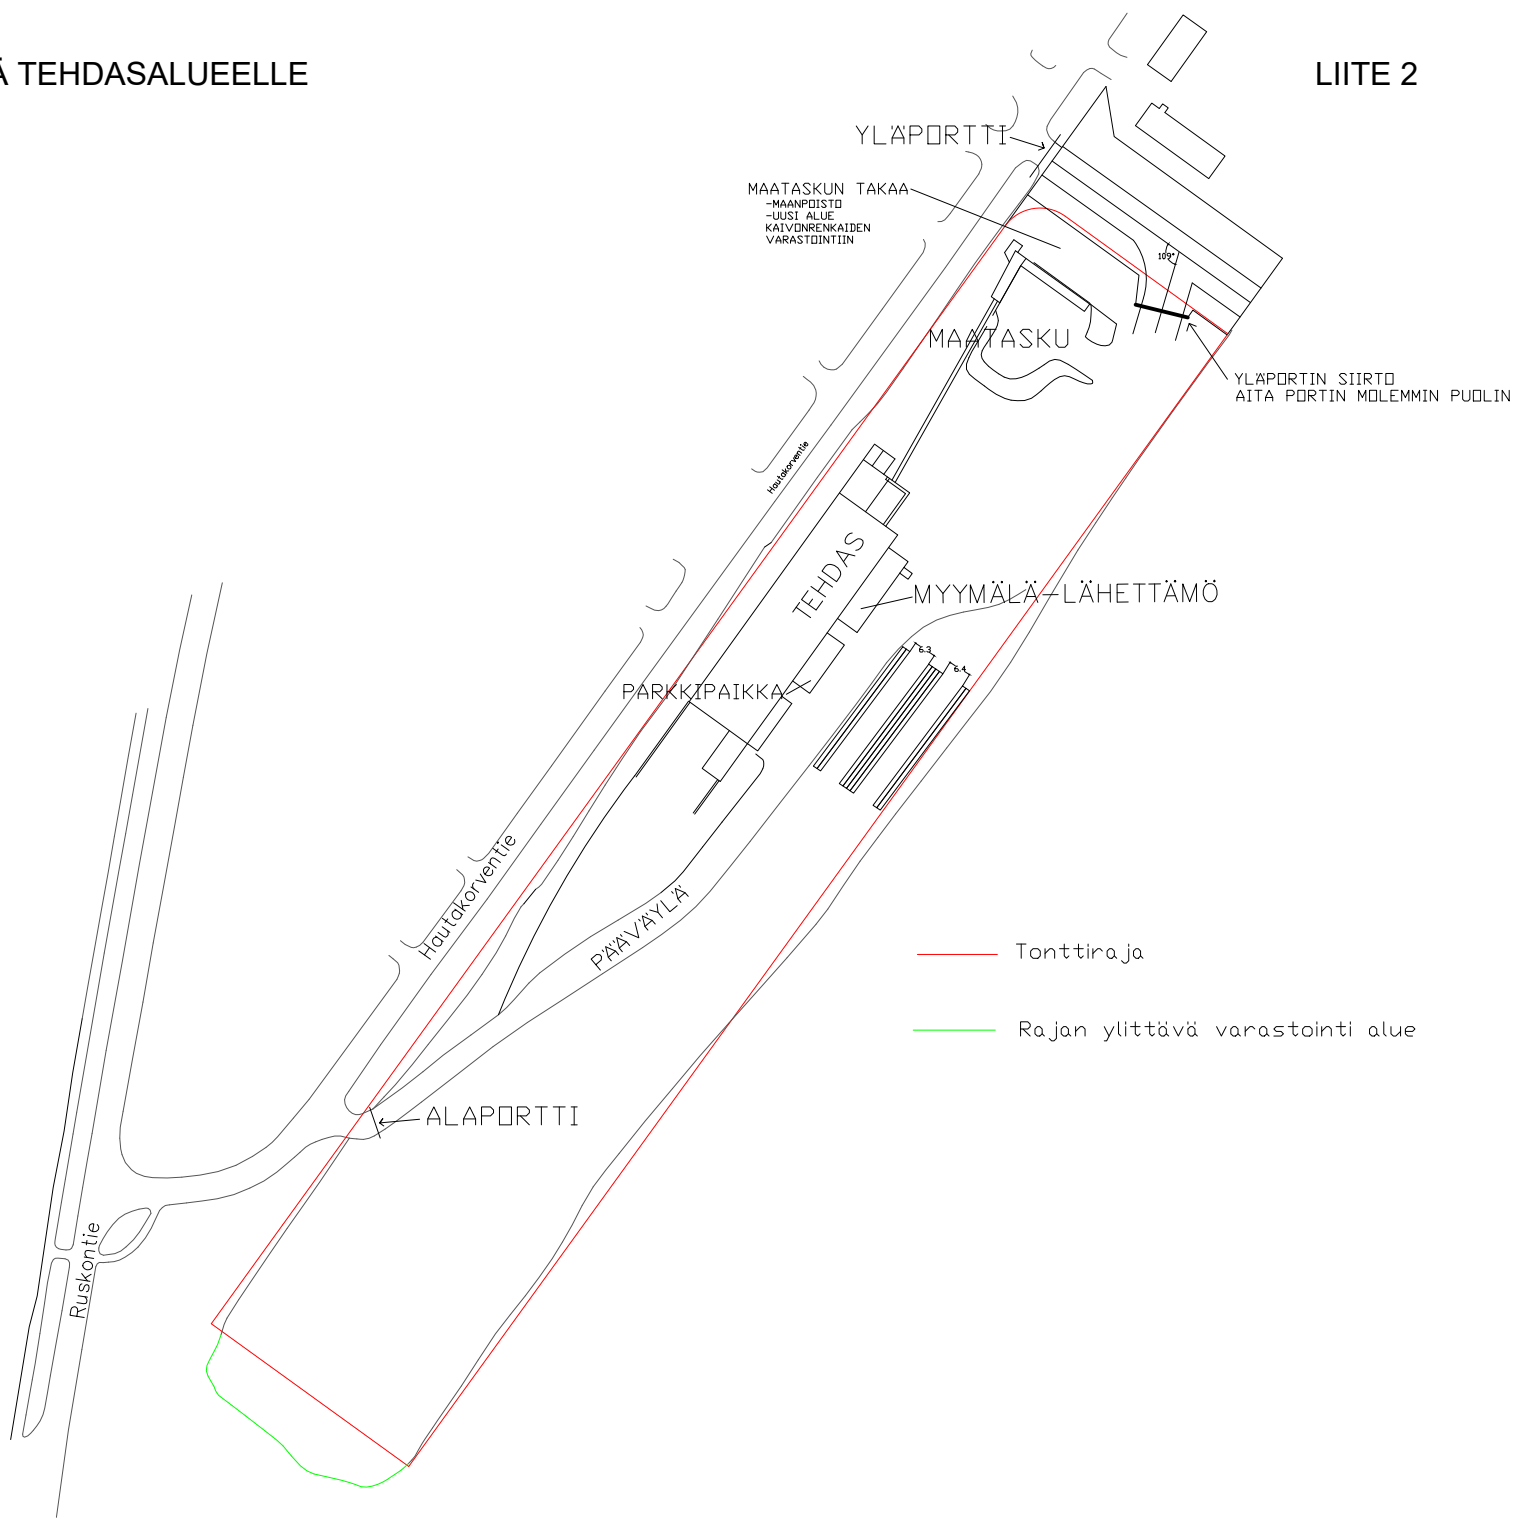 Ä TEHDASALUEELLE
LIITE 2
YLÄPORTTI
MAATASKUN TAKAA
-MAANPOISTO
-UUSI ALUE
KAIVONRENKAIDEN
VARASTOINTIIN
109°
MAATASKU
YLÄPORTIN SIIRTO
AITA PORTIN MOLEMMIN PUOLIN
Hautakorventie
TEHDAS
MYYMÄLÄ-LÄHETTÄMÖ
6.3
6.4
PARKKIPAIKKA
Hautakorventie
PÄÄVÄYLÄ
Tonttiraja
Rajan ylittävä varastointi alue
ALAPORTTI
Ruskontie